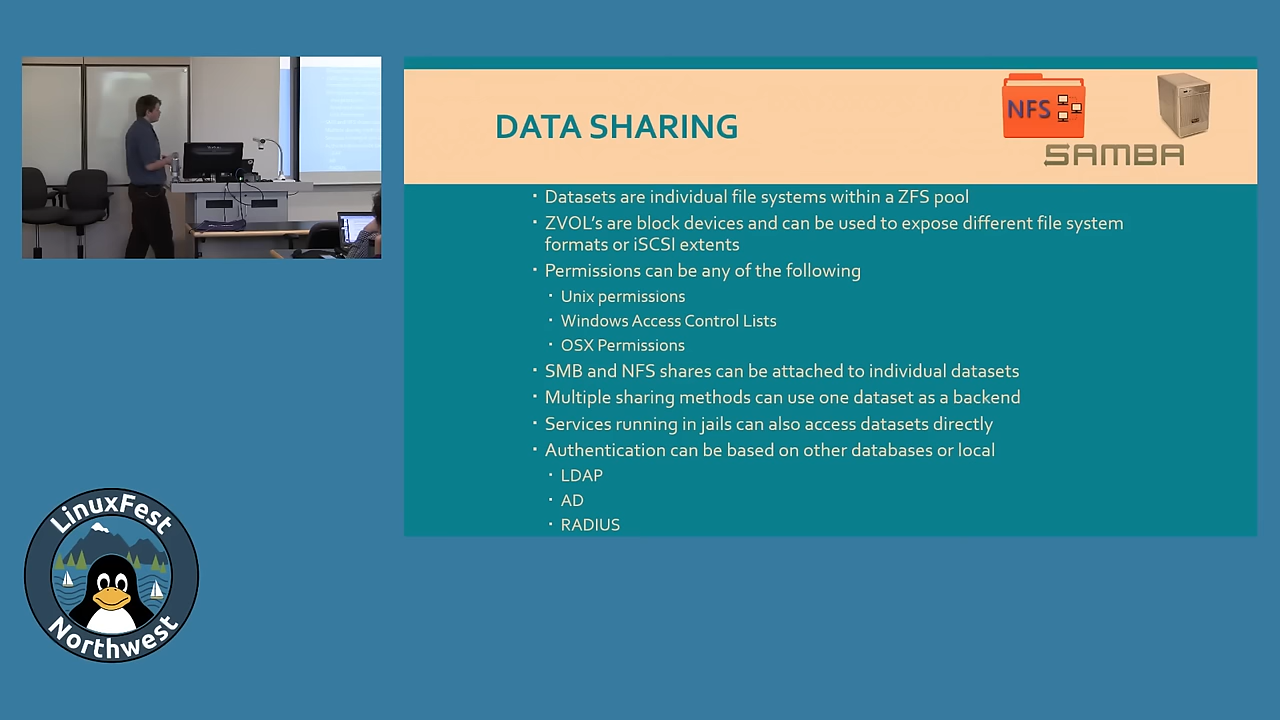 DATA SHARING
NFS
SAMBA
· Datasets are individual file systems within a ZFS pool
· ZVOL's are block devices and can be used to expose different file system
formats or iSCSI extents
· Permissions can be any of the following
· Unix permissions
· Windows Access Control Lists
· OSX Permissions
· SMB and NFS shares can be attached to individual datasets
· Multiple sharing methods can use one dataset as a backend
· Services running in jails can also access datasets directly
· Authentication can be based on other databases or local
· LDAP
· AD
· RADIUS
LinuxFest
Northwest